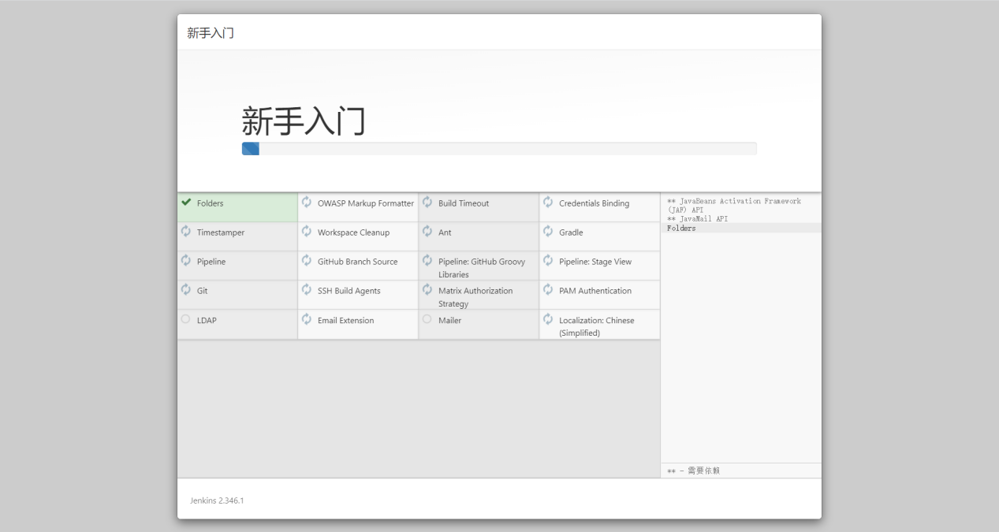 新手入门
新手入门
Folders
OWASP Markup Formatter
Build Timeout
Credentials Binding
Timestamper
Workspace Cleanup
Ant
Gradle
Pipeline
GitHub Branch Source
Pipeline: GitHub Groovy
Libraries
Pipeline: Stage View
Git
SSH Build Agents
Matrix Authorization
Strategy
PAM Authentication
LDAP
Email Extension
Mailer
Localization: Chinese
(Simplified)
** JavaBeans Activation Framework
(JAF) API
** JavaMail API
Folders
** - 需要依赖
Jenkins 2.346.1